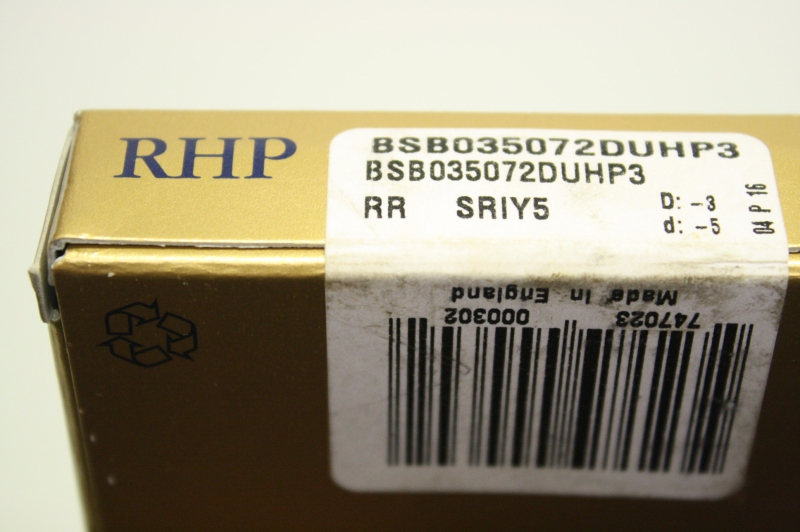 RHP
BSB035072DUHP3
BSB035072DUHP3
RR SRIY5
D: -3
d: -5
04 P 16
Made In England
747023 000302